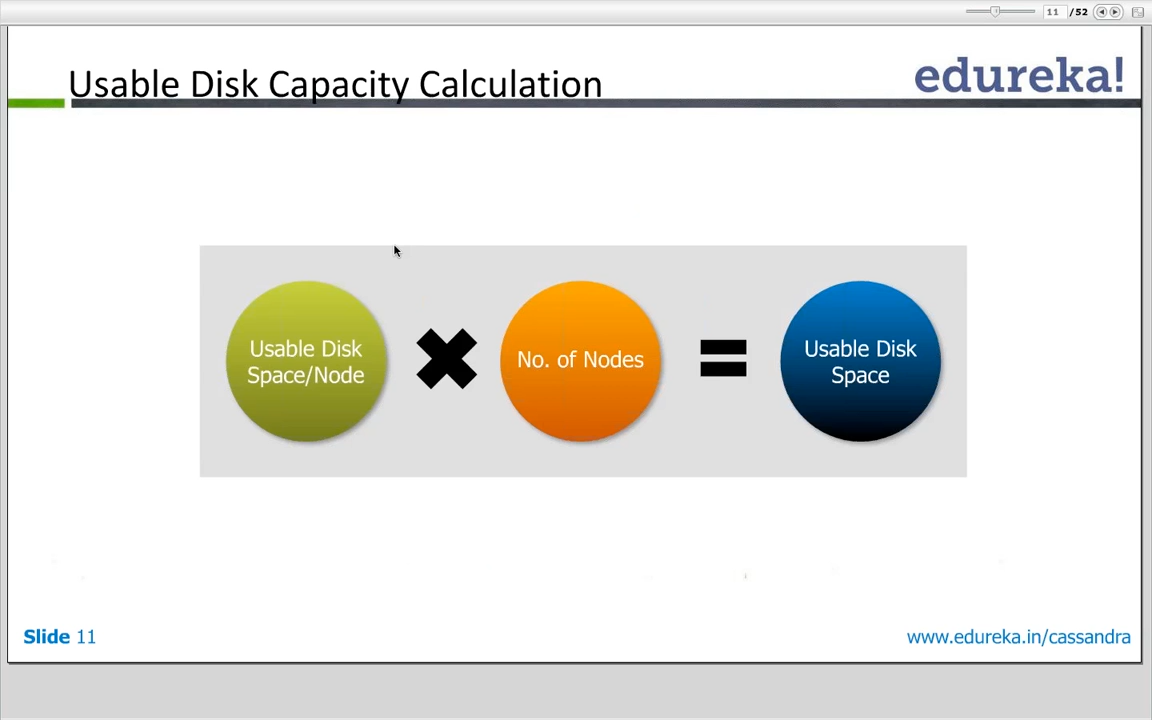 11 /52
Usable Disk Capacity Calculation
edureka!
Usable Disk
Space/Node
No. of Nodes
Usable Disk
Space
Slide 11
www.edureka.in/cassandra